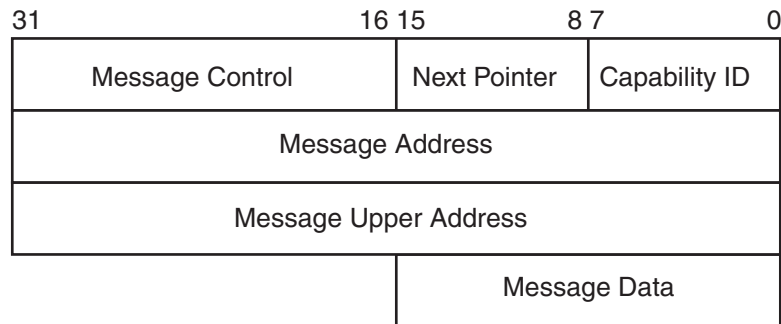 31 16 15 8 7 0
Message Control Next Pointer Capability ID
Message Address
Message Upper Address
Message Data